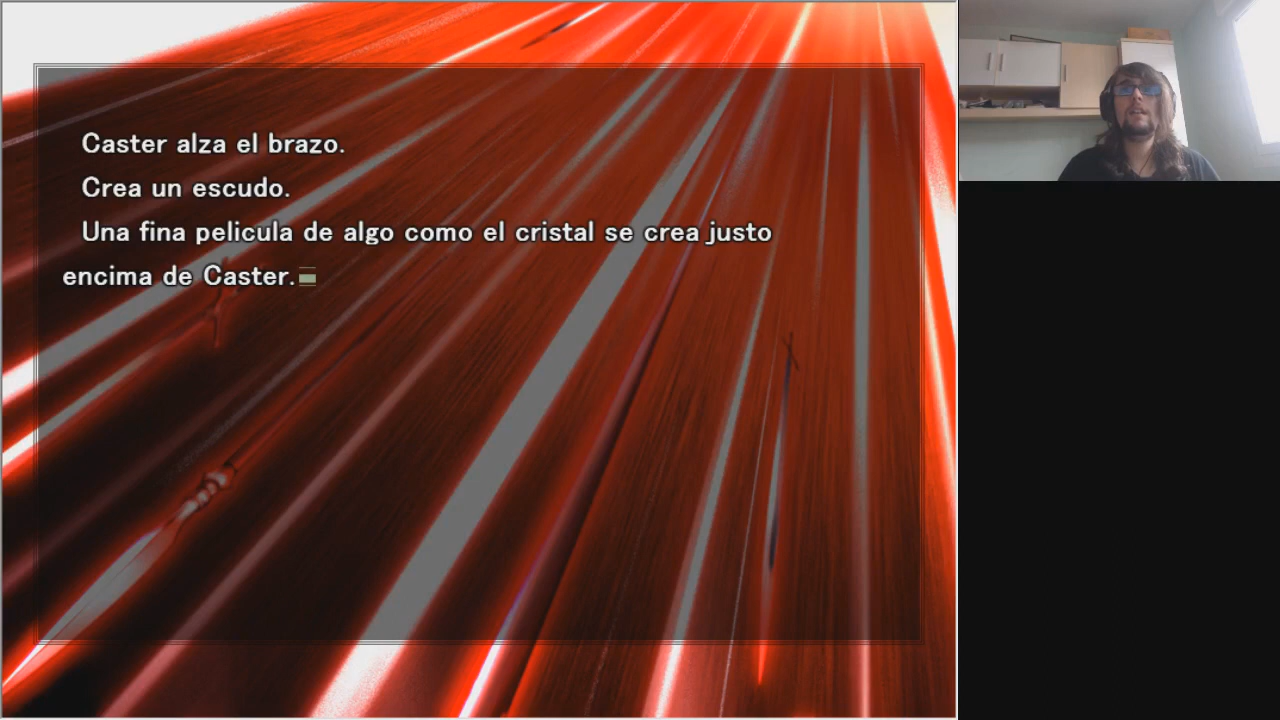 Caster alza el brazo.
Crea un escudo.
Una fina pelicula de algo como el cristal se crea justo
encima de Caster.